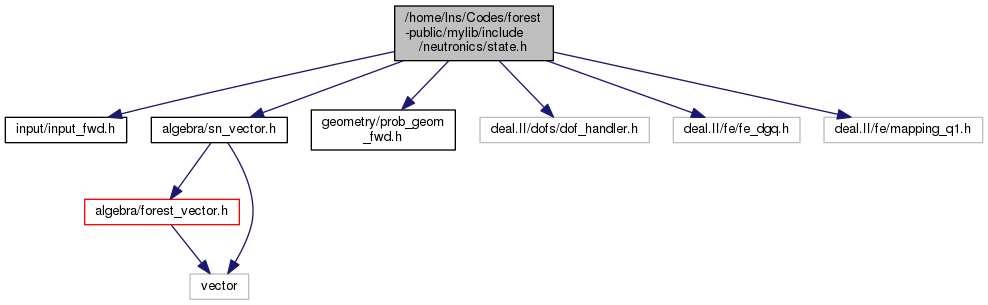 /home/lns/Codes/forest
-public/mylib/include
/neutronics/state.h
input/input_fwd.h
algebra/sn_vector.h
geometry/prob_geom
_fwd.h
deal.II/dofs/dof_handler.h
deal.II/fe/fe_dgq.h
deal.II/fe/mapping_q1.h
algebra/forest_vector.h
vector